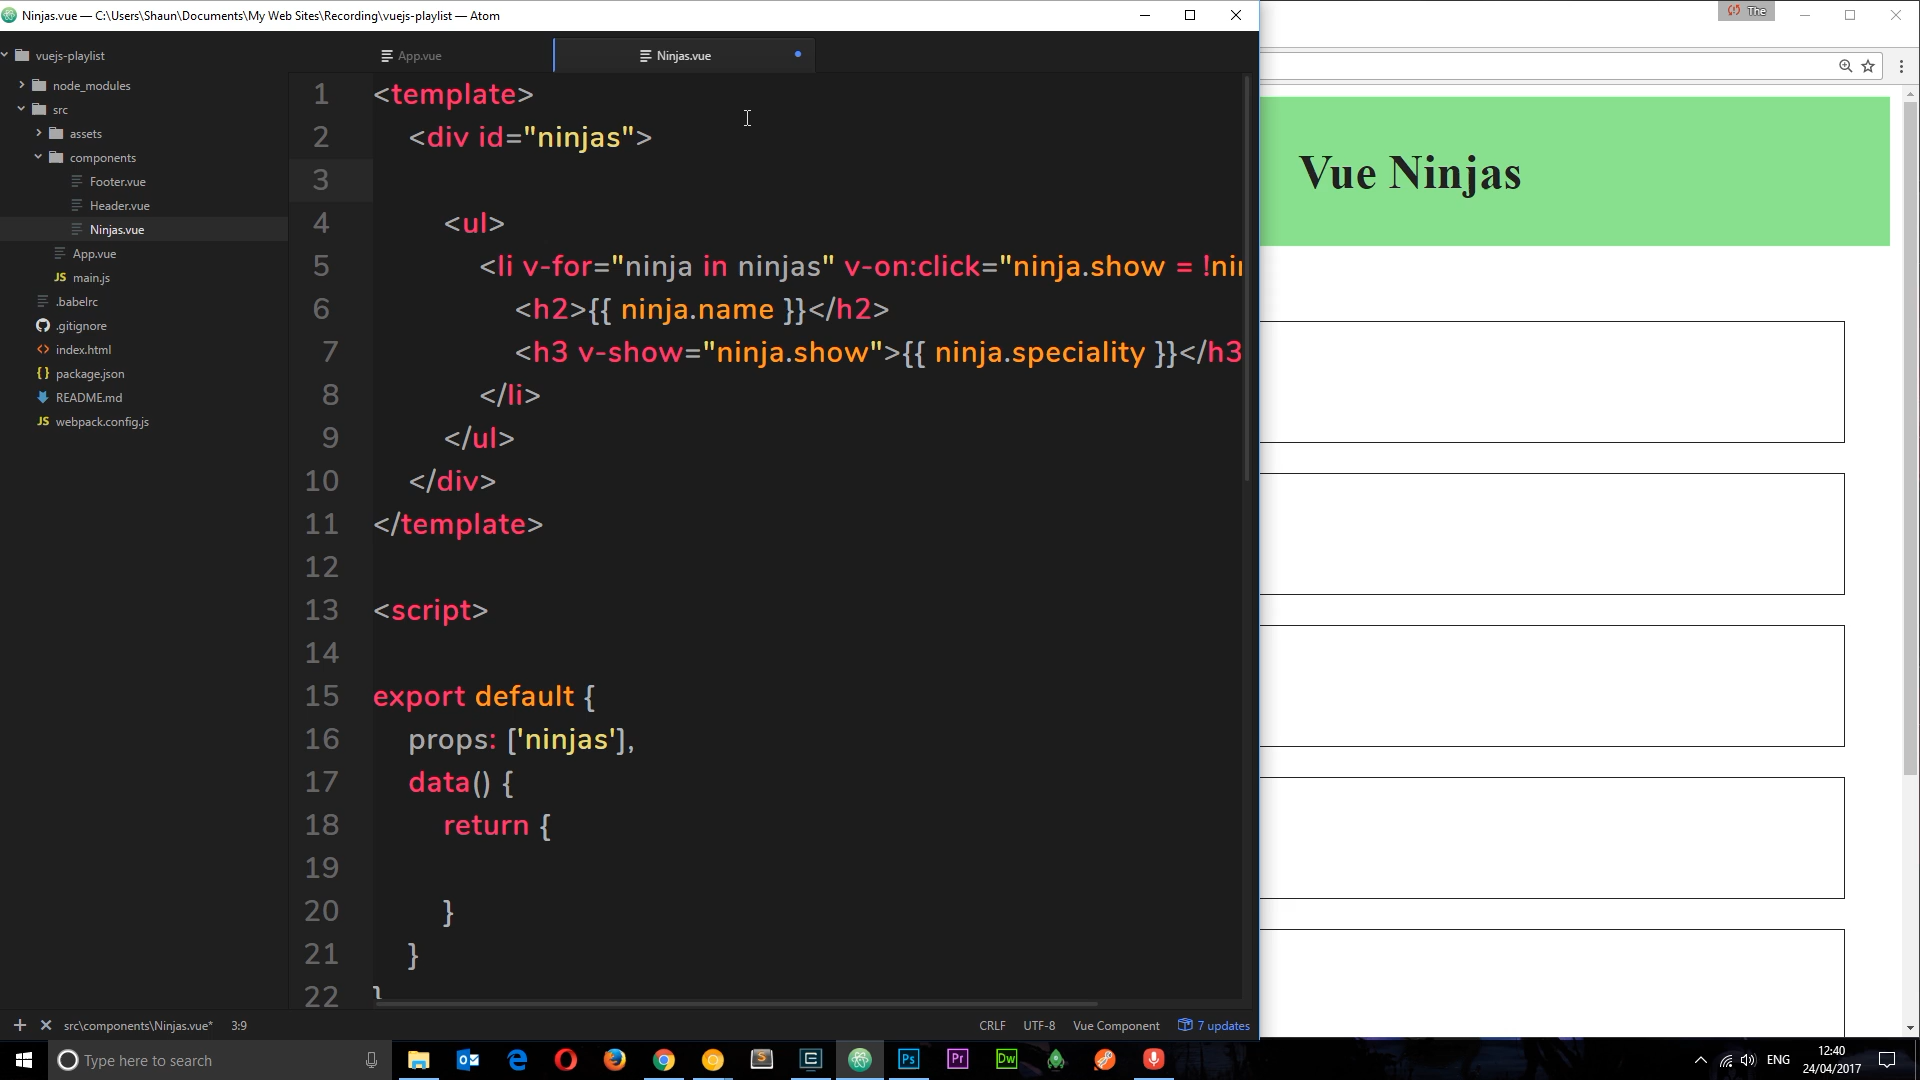 Ninjas.vue — C:\Users\Shaun\Documents\My Web Sites\Recording\vuejs-playlist — Atom
The
vuejs-playlist
node_modules
src
assets
components
Footer.vue
Header.vue
Ninjas.vue
App.vue
JS main.js
.babelrc
.gitignore
<> index.html
{} package.json
README.md
JS webpack.config.js
App.vue
Ninjas.vue
1 <template>
2 <div id="ninjas">
3
4 <ul>
5 <li v-for="ninja in ninjas" v-on:click="ninja.show = !nin
6 <h2>{{ ninja.name }}</h2>
7 <h3 v-show="ninja.show">{{ ninja.speciality }}</h3
8 </li>
9 </ul>
10 </div>
11 </template>
12
13 <script>
14
15 export default {
16 props: ['ninjas'],
17 data() {
18 return {
19
20 }
21 }
22 }
src\components\Ninjas.vue* 3:9
CRLF UTF-8 Vue Component 7 updates
Vue Ninjas
Type here to search
S
Ps
Pr
Dw
ENG
12:40
24/04/2017